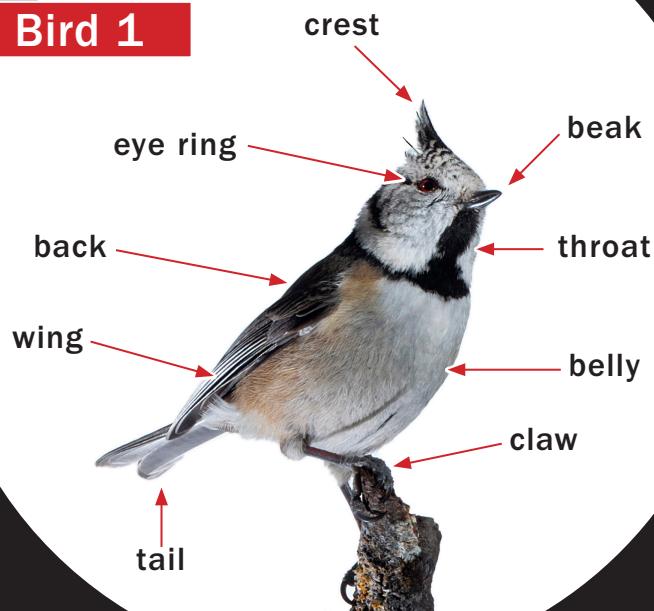 Bird 1
crest
beak
eye ring
back
throat
wing
belly
claw
tail